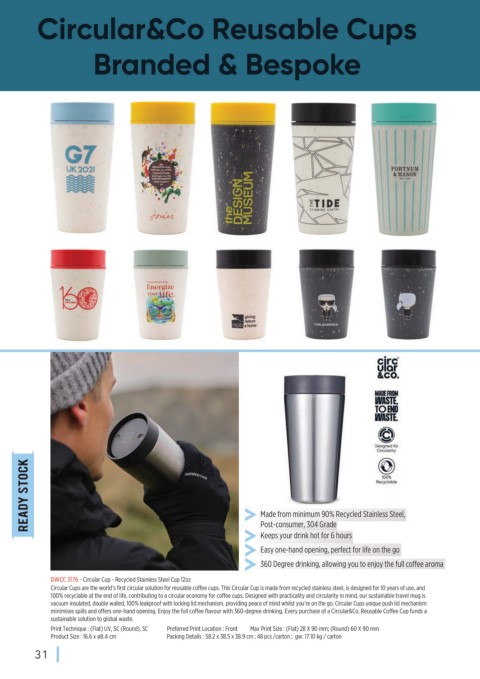 Circular&Co Reusable Cups
Branded & Bespoke
G7
UK 2021
Joules
the
DESIGN
MUSEUM
THE
TIDE
FORTNUM
& MASON
160
Energize
your
life.
circ
ular
&co.
MADE FROM
WASTE,
TO END
WASTE.
Designed for
Circularity
100%
Recyclable
READY STOCK
Made from minimum 90% Recycled Stainless Steel,
Post-consumer, 304 Grade
Keeps your drink hot for 6 hours
Easy one-hand opening, perfect for life on the go
360 Degree drinking, allowing you to enjoy the full coffee aroma
DWCC 3176 - Circular Cup - Recycled Stainless Steel Cup 12oz
Circular Cups are the world's first circular solution for reusable coffee cups. This Circular Cup is made from recycled stainless steel, is designed for 10 years of use, and
100% recyclable at the end of life, contributing to a circular economy for coffee cups. Designed with practicality and circularity in mind, our sustainable travel mug is
vacuum insulated, double walled, 100% leakproof with locking lid mechanism, providing peace of mind whilst you're on the go. Circular Cups unique push lid mechanism
minimises spills and offers one-hand opening. Enjoy the full coffee flavour with 360-degree drinking. Every purchase of a Circular&Co. Reusable Coffee Cup funds a
sustainable solution to global waste.
Print Technique : (Flat) UV, SC (Round), SC Preferred Print Location : Front Max Print Size : (Flat) 28 X 90 mm; (Round) 60 X 90 mm
Product Size : 16.6 x ø8.4 cm Packing Details : 58.2 x 38.5 x 38.9 cm ; 48 pcs /carton ; gw: 17.10 kg / carton
31